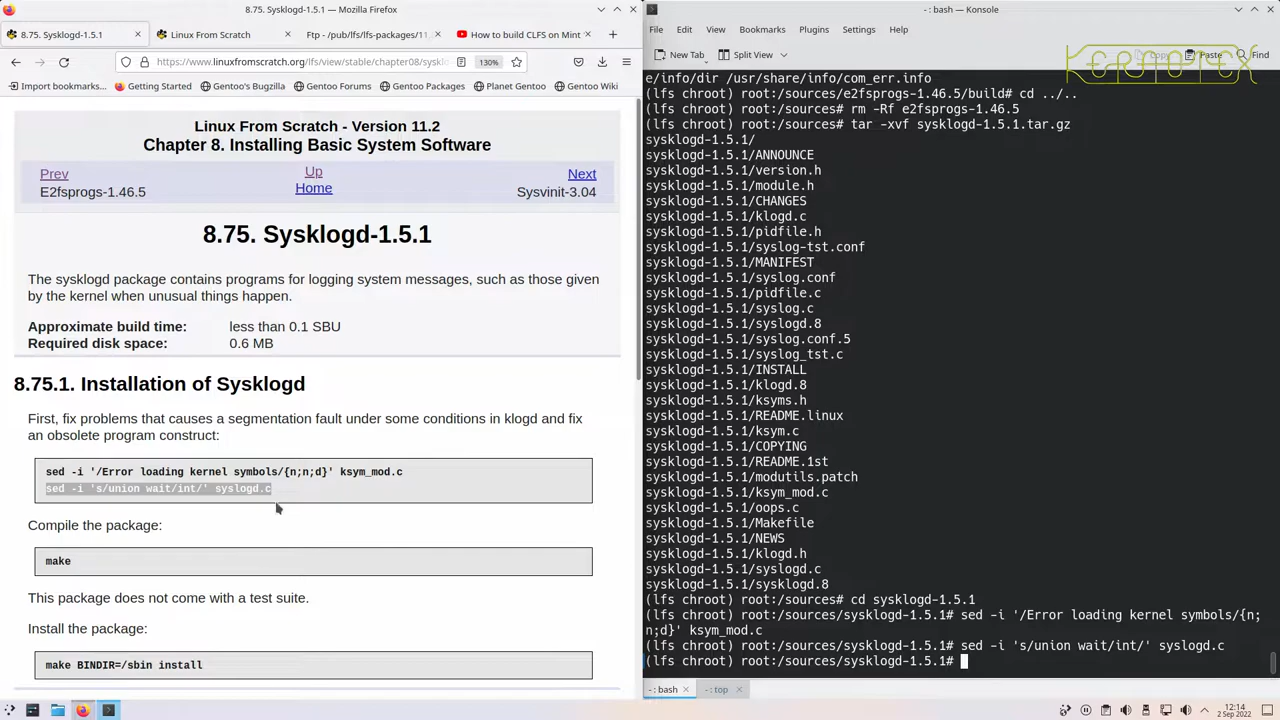 8.75. Sysklogd-1.5.1 — Mozilla Firefox
8. 75. Sysklogd-1.5.1
Linux From Scratch
Ftp - /pub/lfs/lfs-packages/11.
How to build CLFS on Mint
https://www.linuxfromscratch.org/lfs/view/stable/chapter08/syskl
130%
Import bookmarks...
Getting Started
Gentoo's Bugzilla
Gentoo Forums
Gentoo Packages
Planet Gentoo
Gentoo Wiki
Linux From Scratch - Version 11.2
Chapter 8. Installing Basic System Software
Prev
Up
Next
E2fsprogs-1.46.5
Home
Sysvinit-3.04
8.75. Sysklogd-1.5.1
The sysklogd package contains programs for logging system messages, such as those given
by the kernel when unusual things happen.
Approximate build time: less than 0.1 SBU
Required disk space: 0.6 MB
8.75.1. Installation of Sysklogd
First, fix problems that causes a segmentation fault under some conditions in klogd and fix
an obsolete program construct:
sed -i '/Error loading kernel symbols/{n;n;d}' ksym_mod.c
sed -i 's/union wait/int/' syslogd.c
Compile the package:
make
This package does not come with a test suite.
Install the package:
make BINDIR=/sbin install
- : bash — Konsole
File
Edit
View
Bookmarks
Plugins
Settings
Help
New Tab
Split View
Copy
Paste
Find
KERNOTEX
e/info/dir /usr/share/info/com_err.info
(lfs chroot) root:/sources/e2fsprogs-1.46.5/build# cd ../..
(lfs chroot) root:/sources# rm -Rf e2fsprogs-1.46.5
(lfs chroot) root:/sources# tar -xvf sysklogd-1.5.1.tar.gz
sysklogd-1.5.1/
sysklogd-1.5.1/ANNOUNCE
sysklogd-1.5.1/version.h
sysklogd-1.5.1/module.h
sysklogd-1.5.1/CHANGES
sysklogd-1.5.1/klogd.c
sysklogd-1.5.1/pidfile.h
sysklogd-1.5.1/syslog-tst.conf
sysklogd-1.5.1/MANIFEST
sysklogd-1.5.1/syslog.conf
sysklogd-1.5.1/pidfile.c
sysklogd-1.5.1/syslog.c
sysklogd-1.5.1/syslogd.8
sysklogd-1.5.1/syslog.conf.5
sysklogd-1.5.1/syslog_tst.c
sysklogd-1.5.1/INSTALL
sysklogd-1.5.1/klogd.8
sysklogd-1.5.1/ksyms.h
sysklogd-1.5.1/README.linux
sysklogd-1.5.1/ksym.c
sysklogd-1.5.1/COPYING
sysklogd-1.5.1/README.1st
sysklogd-1.5.1/modutils.patch
sysklogd-1.5.1/ksym_mod.c
sysklogd-1.5.1/oops.c
sysklogd-1.5.1/Makefile
sysklogd-1.5.1/NEWS
sysklogd-1.5.1/klogd.h
sysklogd-1.5.1/syslogd.c
sysklogd-1.5.1/sysklogd.8
(lfs chroot) root:/sources# cd sysklogd-1.5.1
(lfs chroot) root:/sources/sysklogd-1.5.1# sed -i '/Error loading kernel symbols/{n;
n;d}' ksym_mod.c
(lfs chroot) root:/sources/sysklogd-1.5.1# sed -i 's/union wait/int/' syslogd.c
(lfs chroot) root:/sources/sysklogd-1.5.1#
- : bash
- : top
12:14
2 Sep 2022